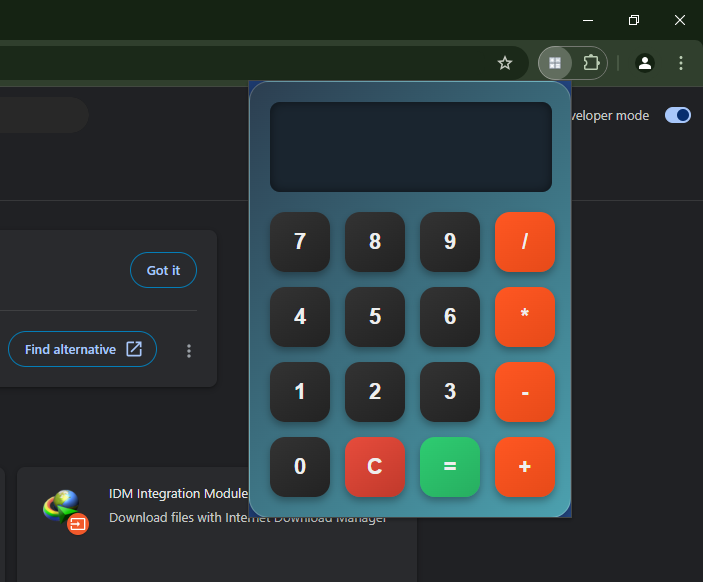 veloper mode
7 8 9 /
Got it
4 5 6 *
Find alternative
1 2 3 -
0 C = +
IDM Integration Module
Download files with Internet Download Manager